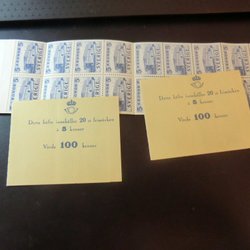 SVERIGE
Detta häfte innehåller 20 st frimärken
à 5 kronor
Värde 100 kronor
Detta häfte innehåller 20 st frimärken
à 5 kronor
Värde 100 kronor